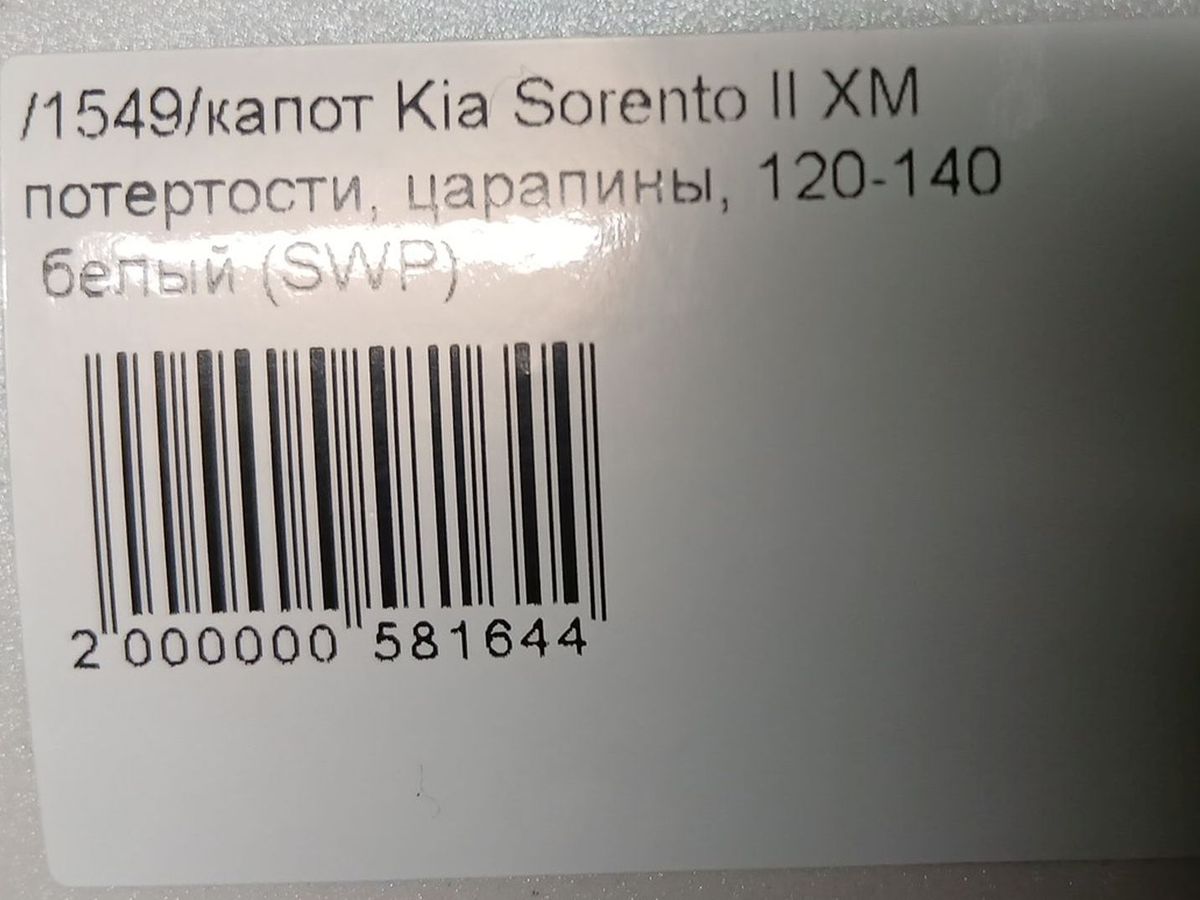 /1549/капот Kia Sorento II XM
потертости, царапины, 120-140
белый (SWP)
2 000000 581644